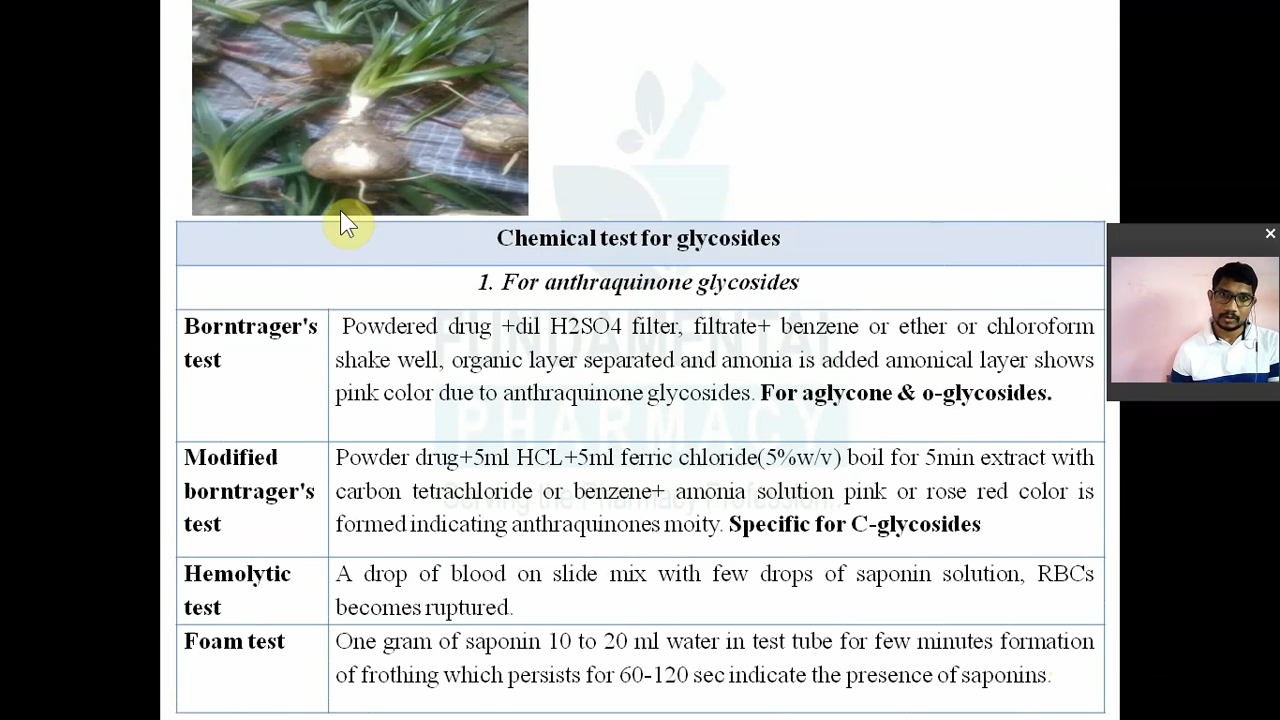 Chemical test for glycosides
1. For anthraquinone glycosides
Borntrager's
test
Powdered drug +dil H2SO4 filter, filtrate+ benzene or ether or chloroform
shake well, organic layer separated and amonia is added amonical layer shows
pink color due to anthraquinone glycosides. For aglycone & o-glycosides.
Modified
borntrager's
test
Powder drug+5ml HCL+5ml ferric chloride(5%w/v) boil for 5min extract with
carbon tetrachloride or benzene+ amonia solution pink or rose red color is
formed indicating anthraquinones moity. Specific for C-glycosides
Hemolytic
test
A drop of blood on slide mix with few drops of saponin solution, RBCs
becomes ruptured.
Foam test
One gram of saponin 10 to 20 ml water in test tube for few minutes formation
of frothing which persists for 60-120 sec indicate the presence of saponins.
FUNDAMENTAL
PHARMACY
Serving the Pharmacy Profession.